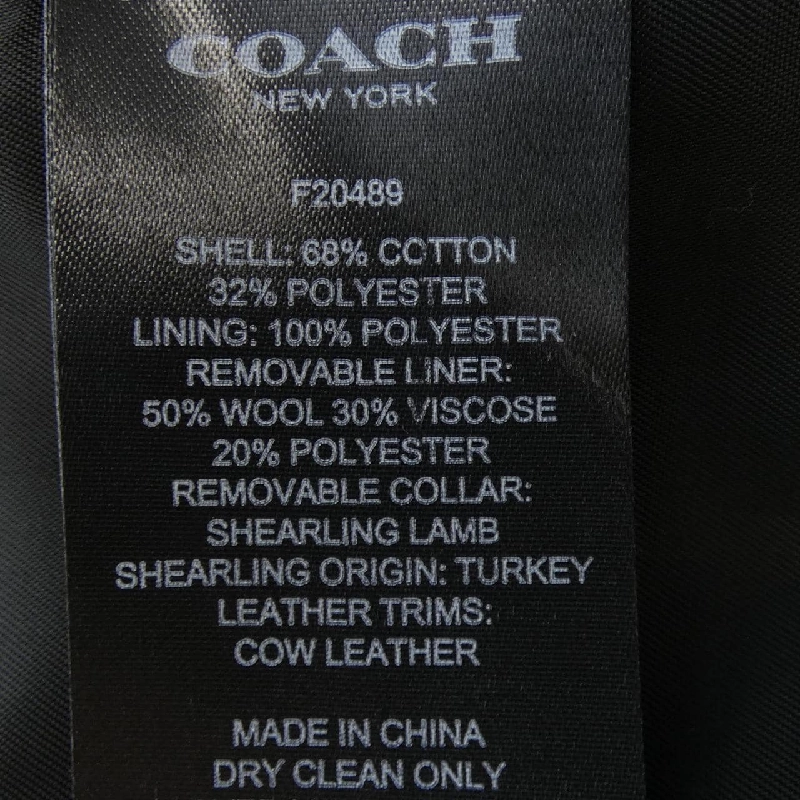 COACH
NEW YORK
F20489
SHELL: 68% COTTON
32% POLYESTER
LINING: 100% POLYESTER
REMOVABLE LINER:
50% WOOL 30% VISCOSE
20% POLYESTER
REMOVABLE COLLAR:
SHEARLING LAMB
SHEARLING ORIGIN: TURKEY
LEATHER TRIMS:
COW LEATHER
MADE IN CHINA
DRY CLEAN ONLY